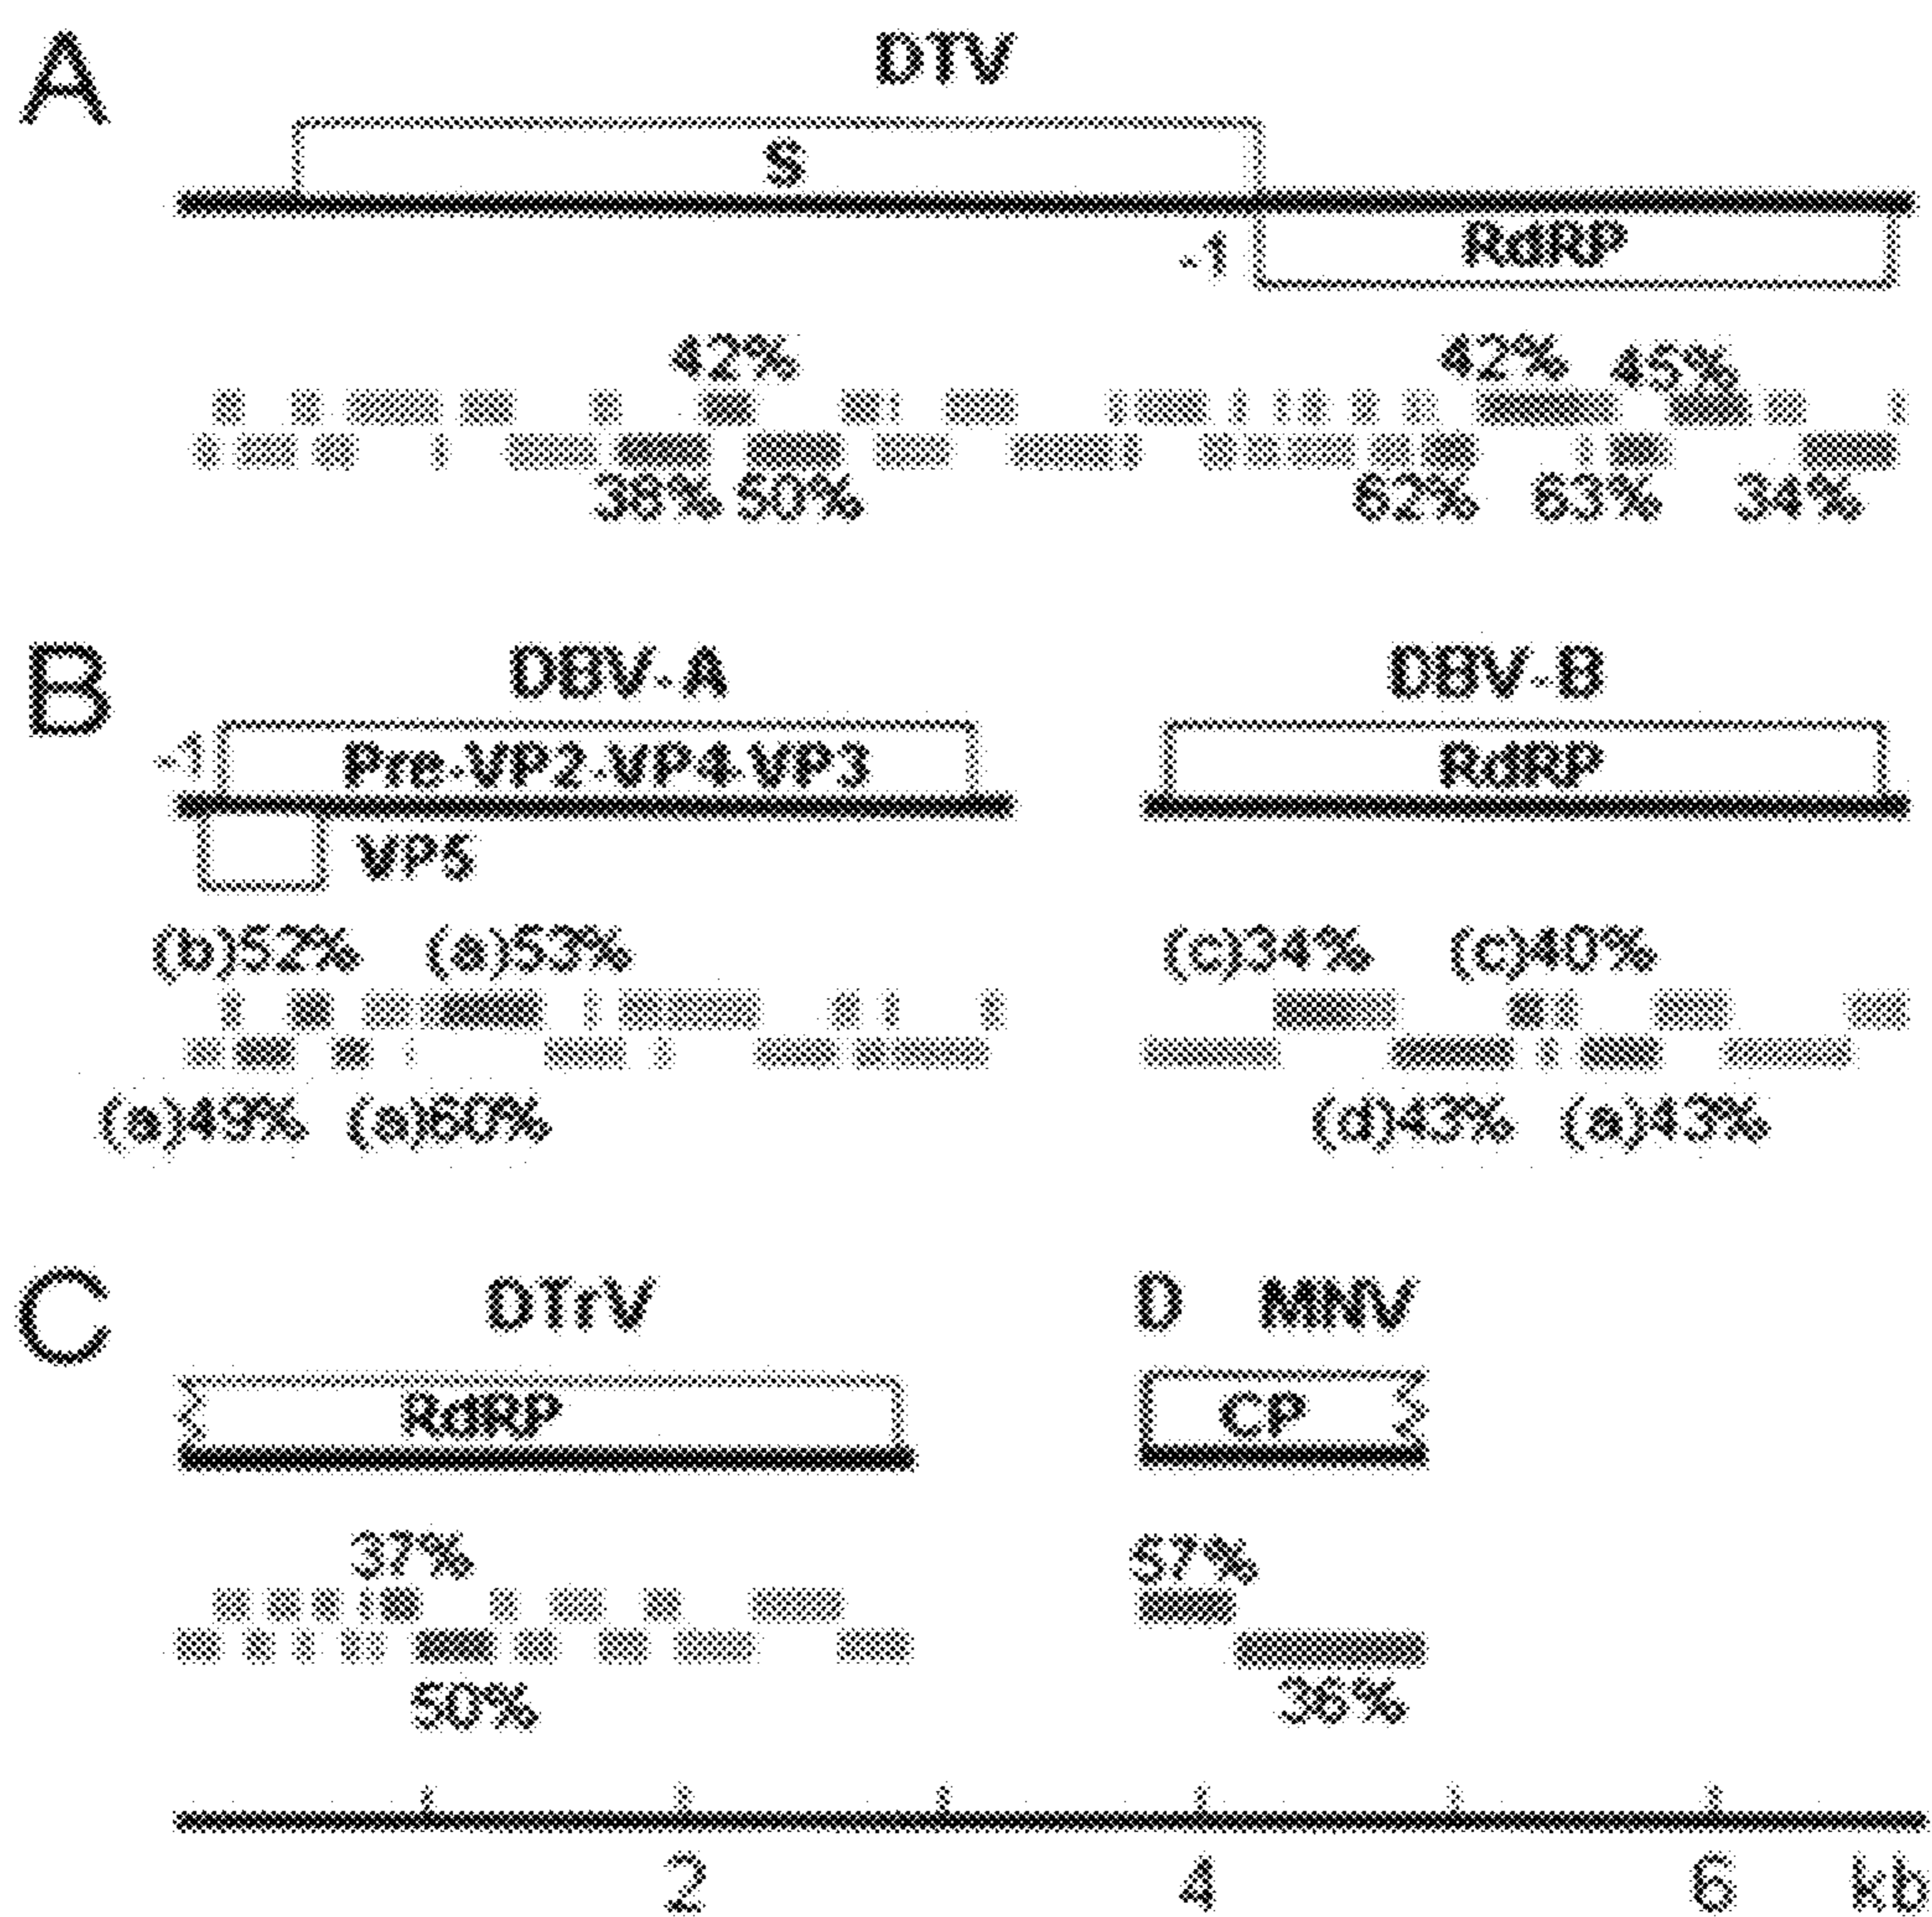 A DTV
S
-1 RdRP
42% 42% 45%
38% 50% 62% 63% 34%
B DBV-A DBV-B
-1 Pre-VP2-VP4-VP3 RdRP
VP5
(b)52% (a)53% (c)34% (c)40%
(a)49% (a)60% (d)43% (a)43%
C DTrV D MNV
RdRP CP
37% 57%
50% 36%
2 4 6 kb